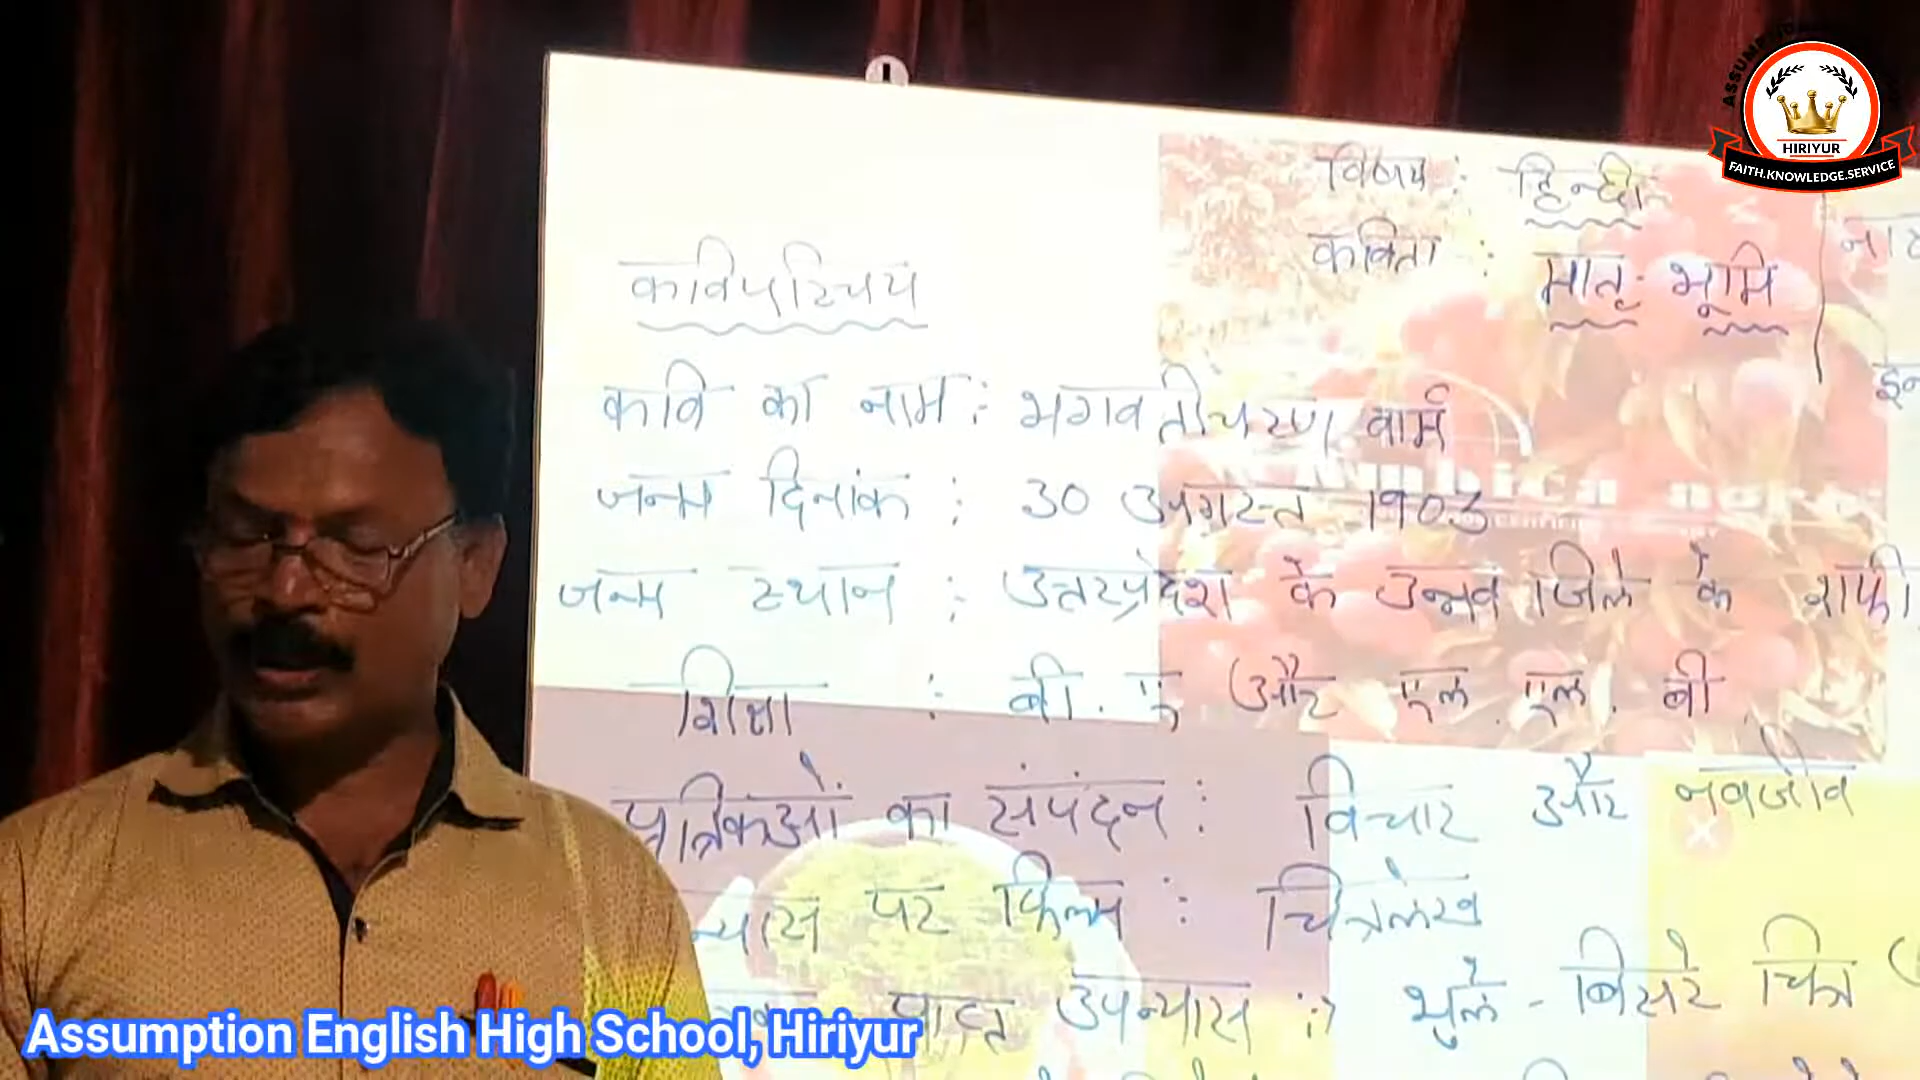 HIRIYUR
FAITH.KNOWLEDGE.SERVICE
विषय : हिन्दी
कविता : मातृ-भूमि
कविपरिचय
कवि का नाम :- भगवतीचरण वार्म
जन्म दिनांक : 30 अगस्त 1903
जन्म स्थान : उत्तरप्रदेश के उन्नव जिले के शफी
शिक्षा : बी. ए और एल. एल. बी
पत्रिकओं का संपंदन : विचार और नवजीव
न्यास पर फिल्म : चित्रलेख
उपन्यास :- भुले - बिसरे चित्र (
Assumption English High School, Hiriyur